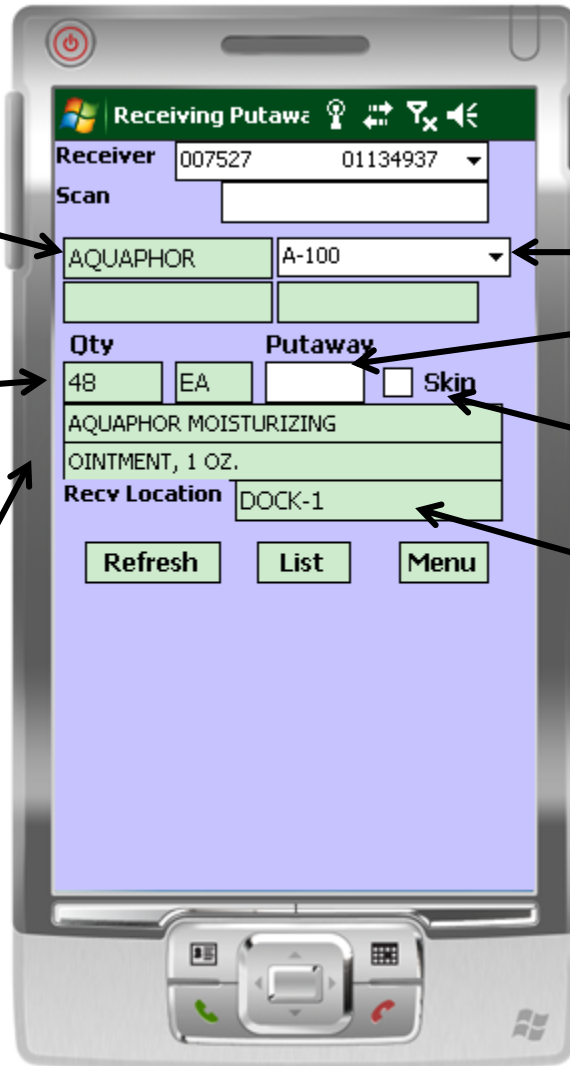 Receiving Putawa
Receiver 007527 01134937
Scan
AQUAPHOR A-100
Qty Putaway
48 EA Skip
AQUAPHOR MOISTURIZING
OINTMENT, 1 OZ.
Recv Location DOCK-1
Refresh List Menu